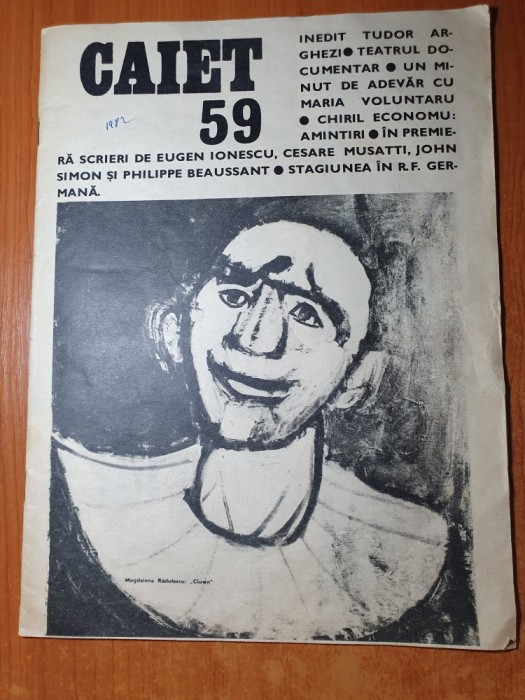 CAIET
59
1982
INEDIT TUDOR AR-
GHEZI ● TEATRUL DO-
CUMENTAR ● UN MI-
NUT DE ADEVĂR CU
MARIA VOLUNTARU
● CHIRIL ECONOMU:
AMINTIRI ● ÎN PREMIE-
RĂ SCRIERI DE EUGEN IONESCU, CESARE MUSATTI, JOHN
SIMON ȘI PHILIPPE BEAUSSANT ● STAGIUNEA ÎN R.F. GER-
MANĂ.
Magdalena Rădulescu: „Clown"